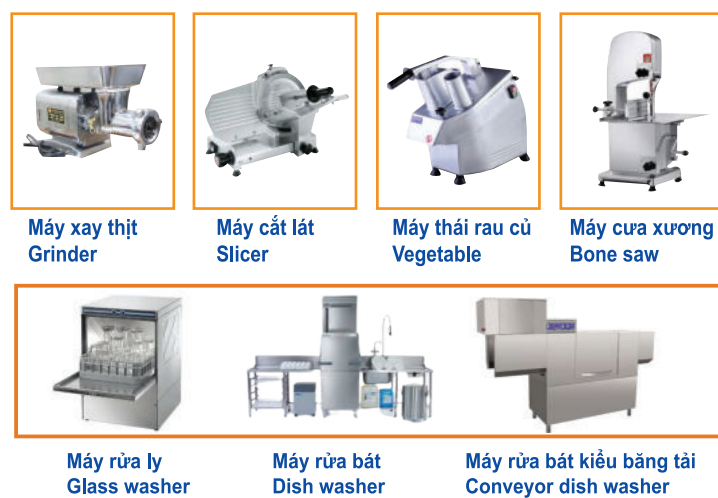 Máy xay thịt
Grinder
Máy cắt lát
Slicer
Máy thái rau củ
Vegetable
Máy cưa xương
Bone saw
Máy rửa ly
Glass washer
Máy rửa bát
Dish washer
Máy rửa bát kiểu băng tải
Conveyor dish washer